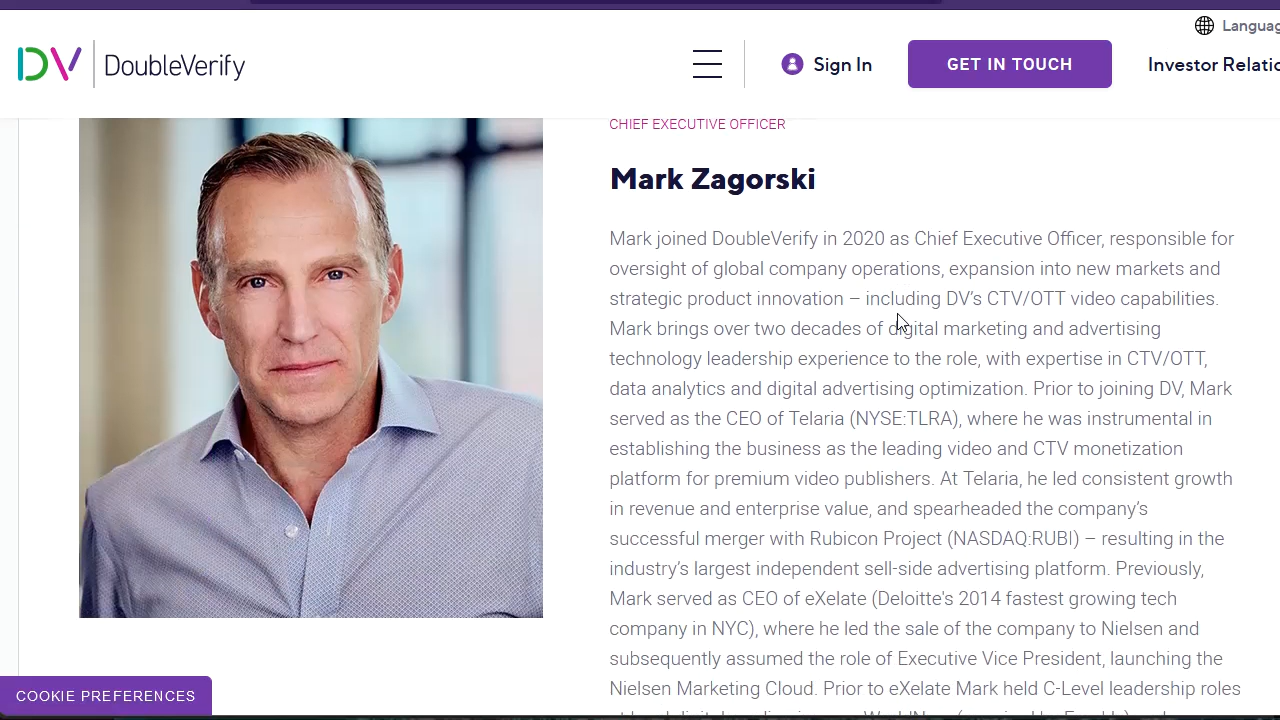 Languag
DV
DoubleVerify
Sign In
GET IN TOUCH
Investor Relatio
CHIEF EXECUTIVE OFFICER
Mark Zagorski
Mark joined DoubleVerify in 2020 as Chief Executive Officer, responsible for
oversight of global company operations, expansion into new markets and
strategic product innovation – including DV’s CTV/OTT video capabilities.
Mark brings over two decades of digital marketing and advertising
technology leadership experience to the role, with expertise in CTV/OTT,
data analytics and digital advertising optimization. Prior to joining DV, Mark
served as the CEO of Telaria (NYSE:TLRA), where he was instrumental in
establishing the business as the leading video and CTV monetization
platform for premium video publishers. At Telaria, he led consistent growth
in revenue and enterprise value, and spearheaded the company’s
successful merger with Rubicon Project (NASDAQ:RUBI) – resulting in the
industry’s largest independent sell-side advertising platform. Previously,
Mark served as CEO of eXelate (Deloitte's 2014 fastest growing tech
company in NYC), where he led the sale of the company to Nielsen and
subsequently assumed the role of Executive Vice President, launching the
Nielsen Marketing Cloud. Prior to eXelate Mark held C-Level leadership roles
COOKIE PREFERENCES